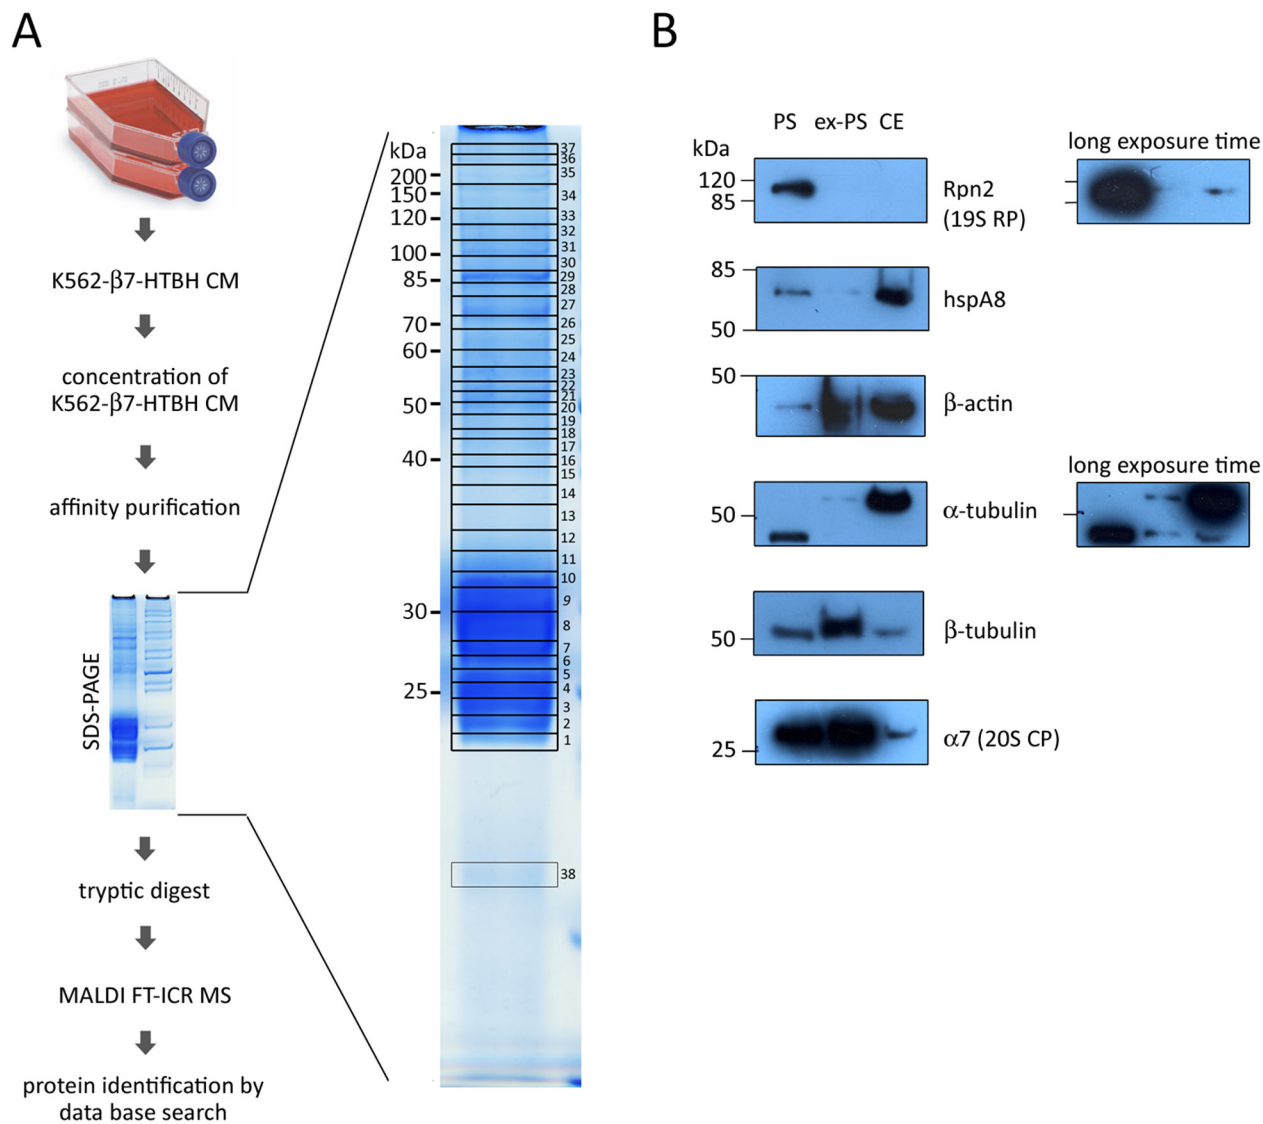 A
K562-β7-HTBH CM
concentration of
K562-β7-HTBH CM
affinity purification
SDS-PAGE
tryptic digest
MALDI FT-ICR MS
protein identification by
data base search
kDa
200
150
120
100
85
70
60
50
40
30
25
37
36
35
34
33
32
31
30
29
28
27
26
25
24
23
22
21
20
19
18
17
16
15
14
13
12
11
10
9
8
7
6
5
4
3
2
1
38
B
PS ex-PS CE
kDa
long exposure time
120
85
Rpn2
(19S RP)
85
50
hspA8
50
β-actin
long exposure time
50
α-tubulin
50
β-tubulin
25
α7 (20S CP)